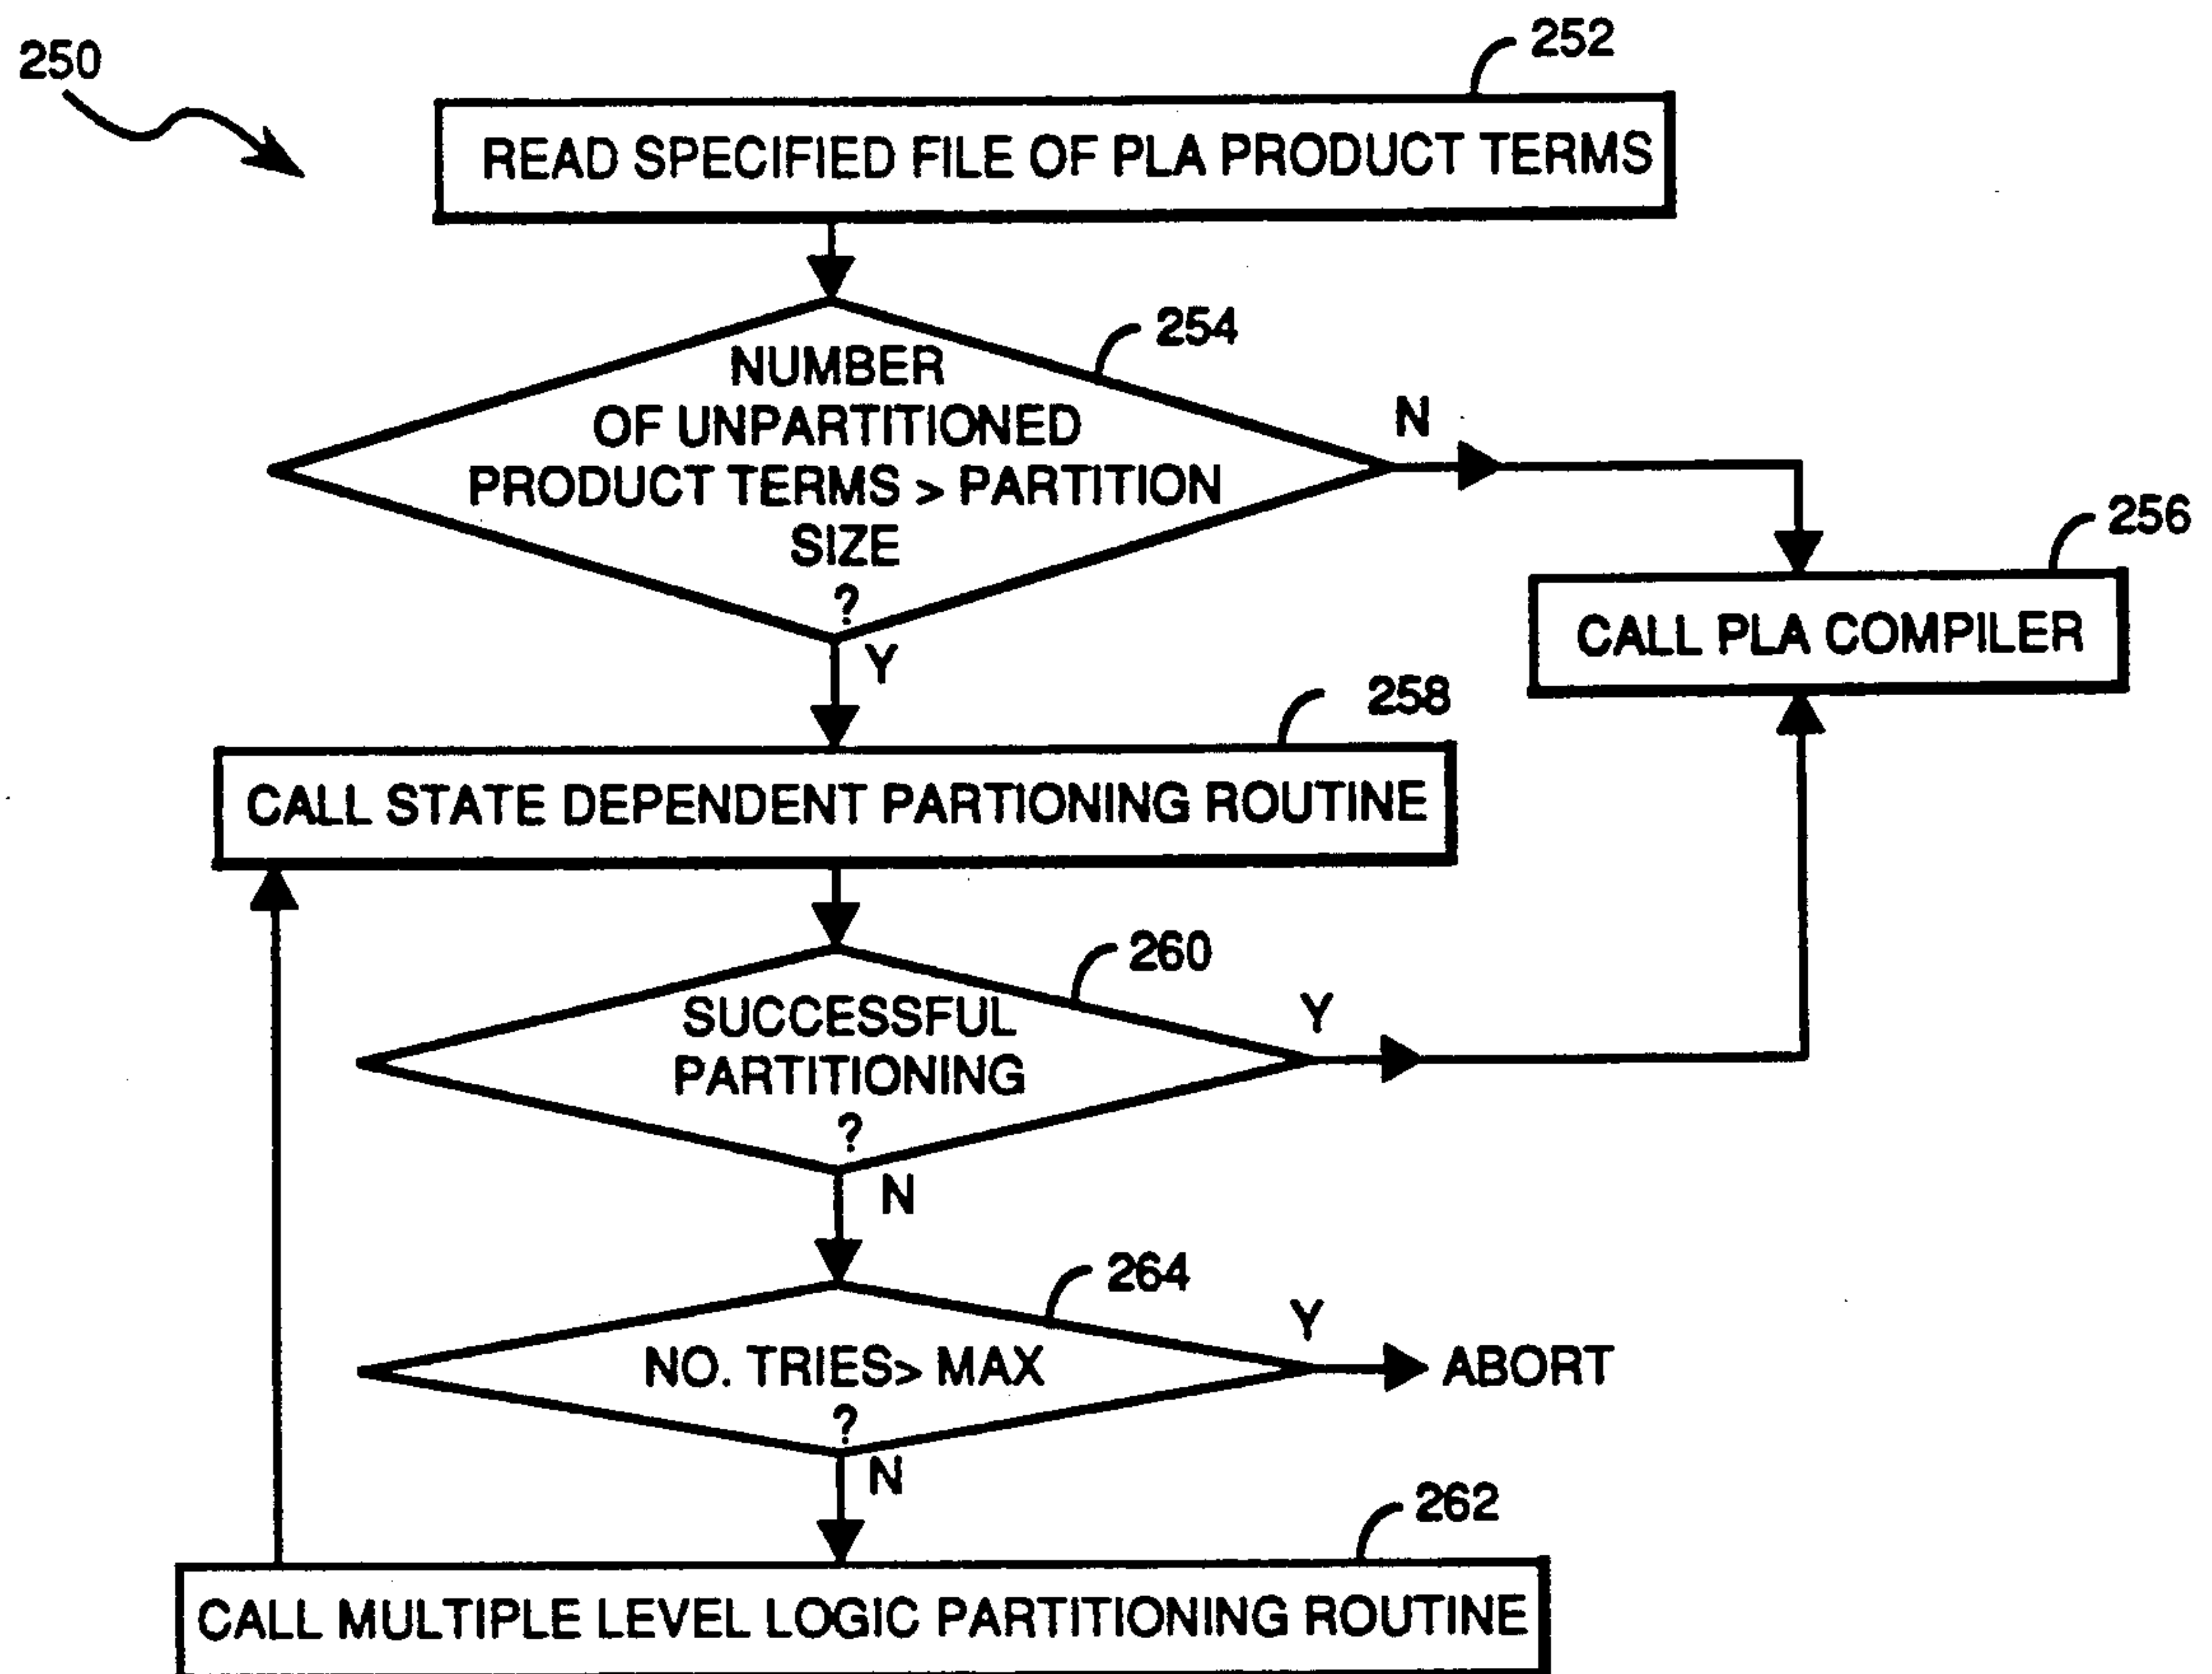 250
252
READ SPECIFIED FILE OF PLA PRODUCT TERMS
254
NUMBER
OF UNPARTITIONED
PRODUCT TERMS > PARTITION
SIZE
?
N
Y
256
CALL PLA COMPILER
258
CALL STATE DEPENDENT PARTIONING ROUTINE
260
SUCCESSFUL
PARTITIONING
?
Y
N
264
NO. TRIES> MAX
?
Y
ABORT
N
262
CALL MULTIPLE LEVEL LOGIC PARTITIONING ROUTINE